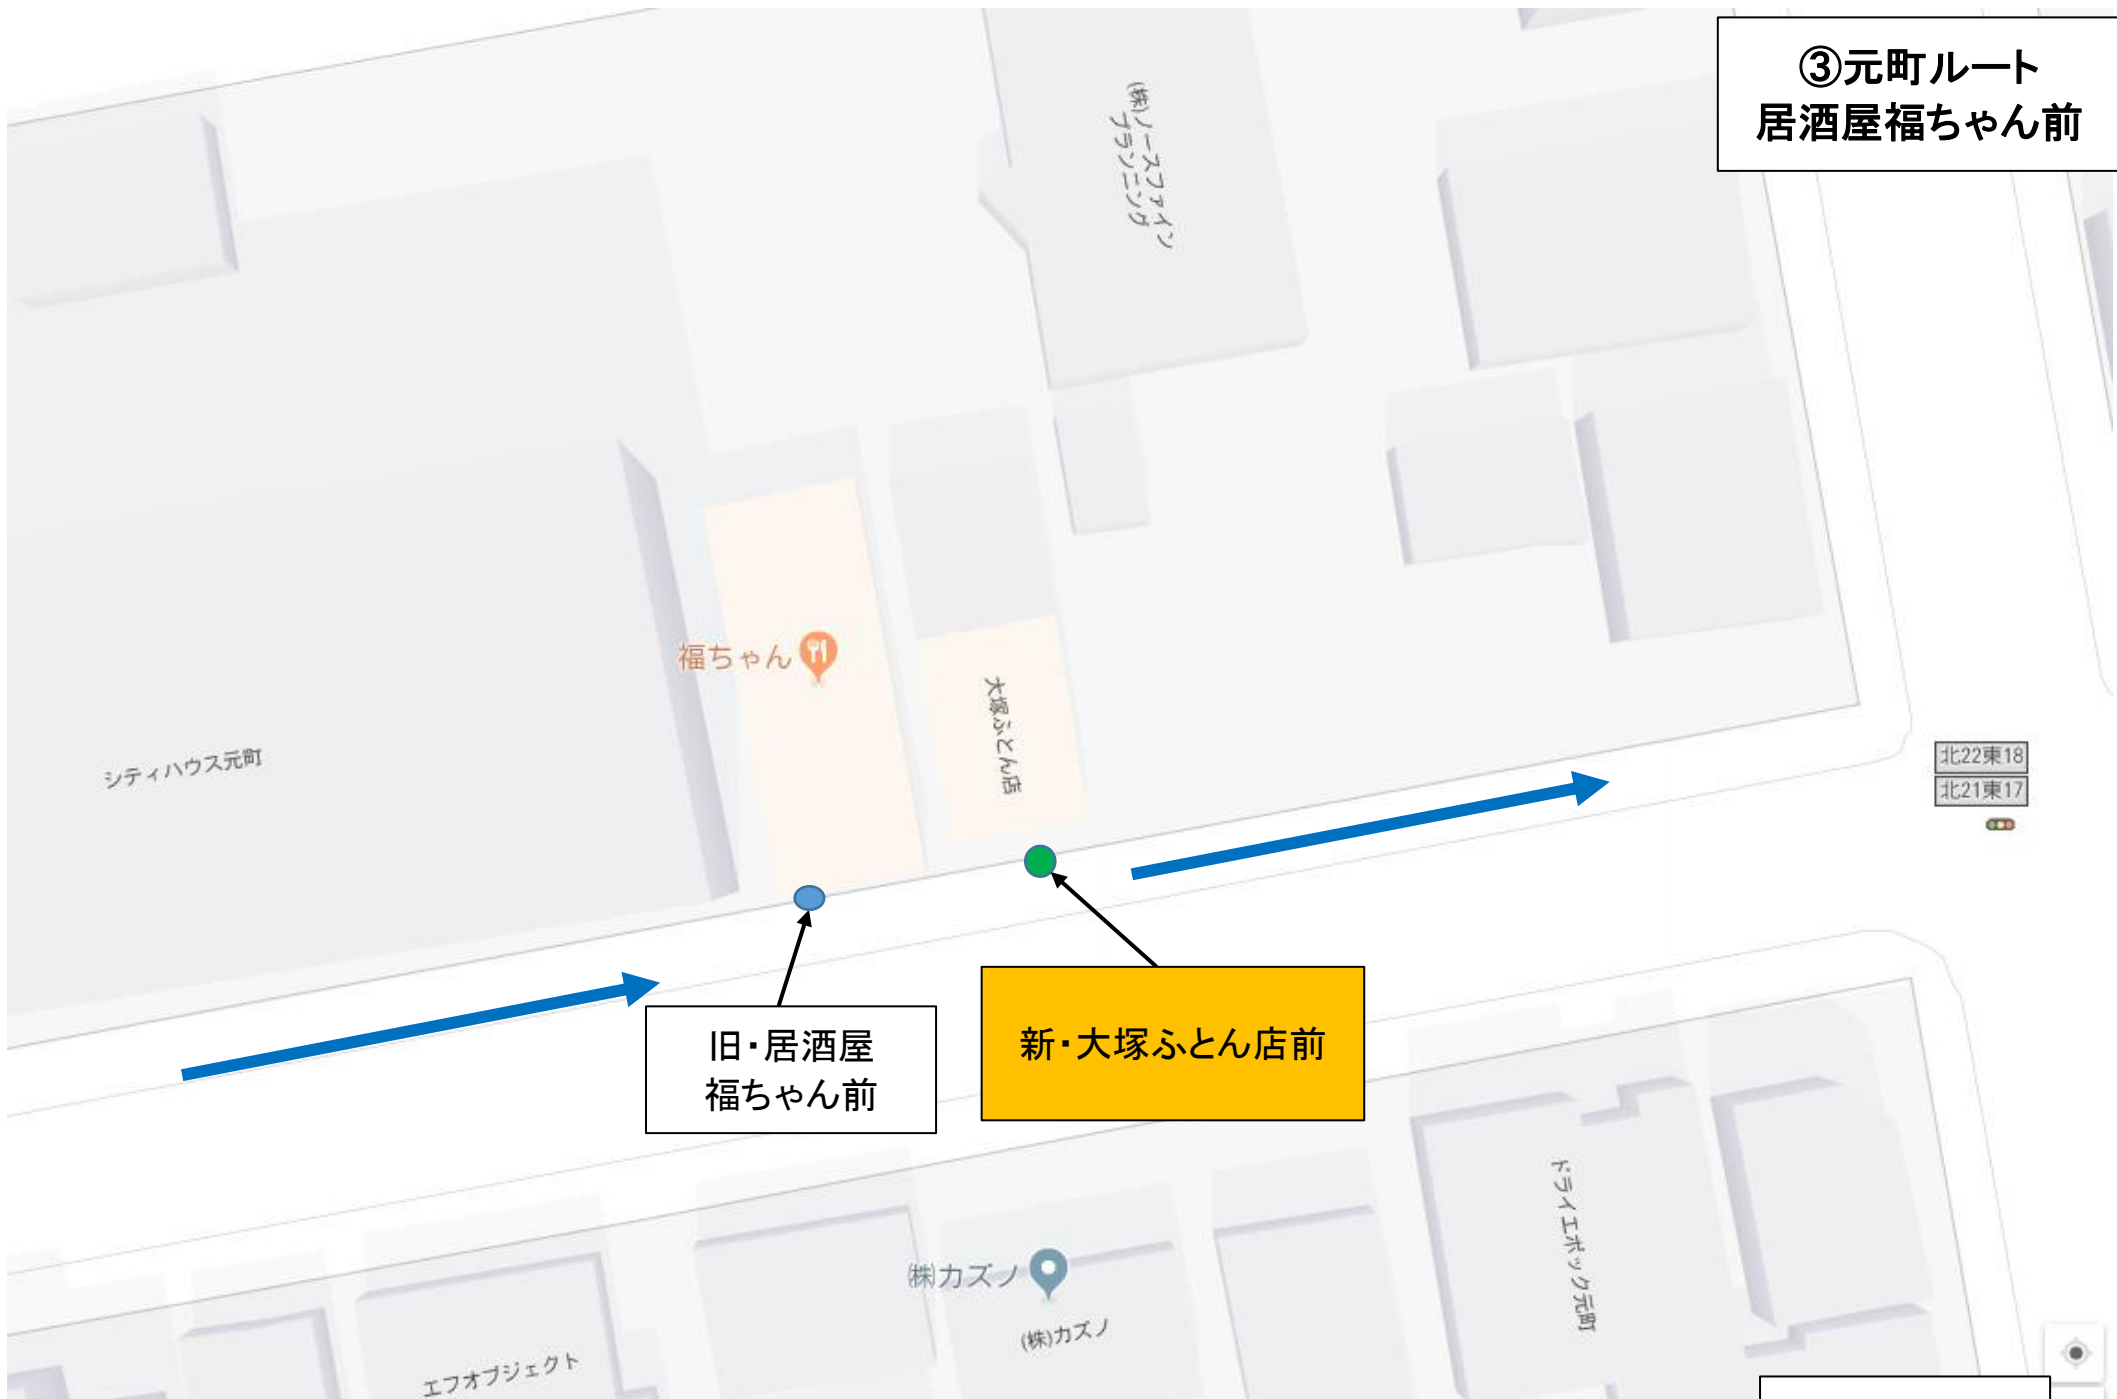 ③元町ルート
居酒屋福ちゃん前
(株)ノースファイン
プランニング
福ちゃん
大塚ふとん店
シティハウス元町
北22東18
北21東17
旧・居酒屋
福ちゃん前
新・大塚ふとん店前
ドライエポック元町
㈱カズノ
(株)カズノ
エフオブジェクト